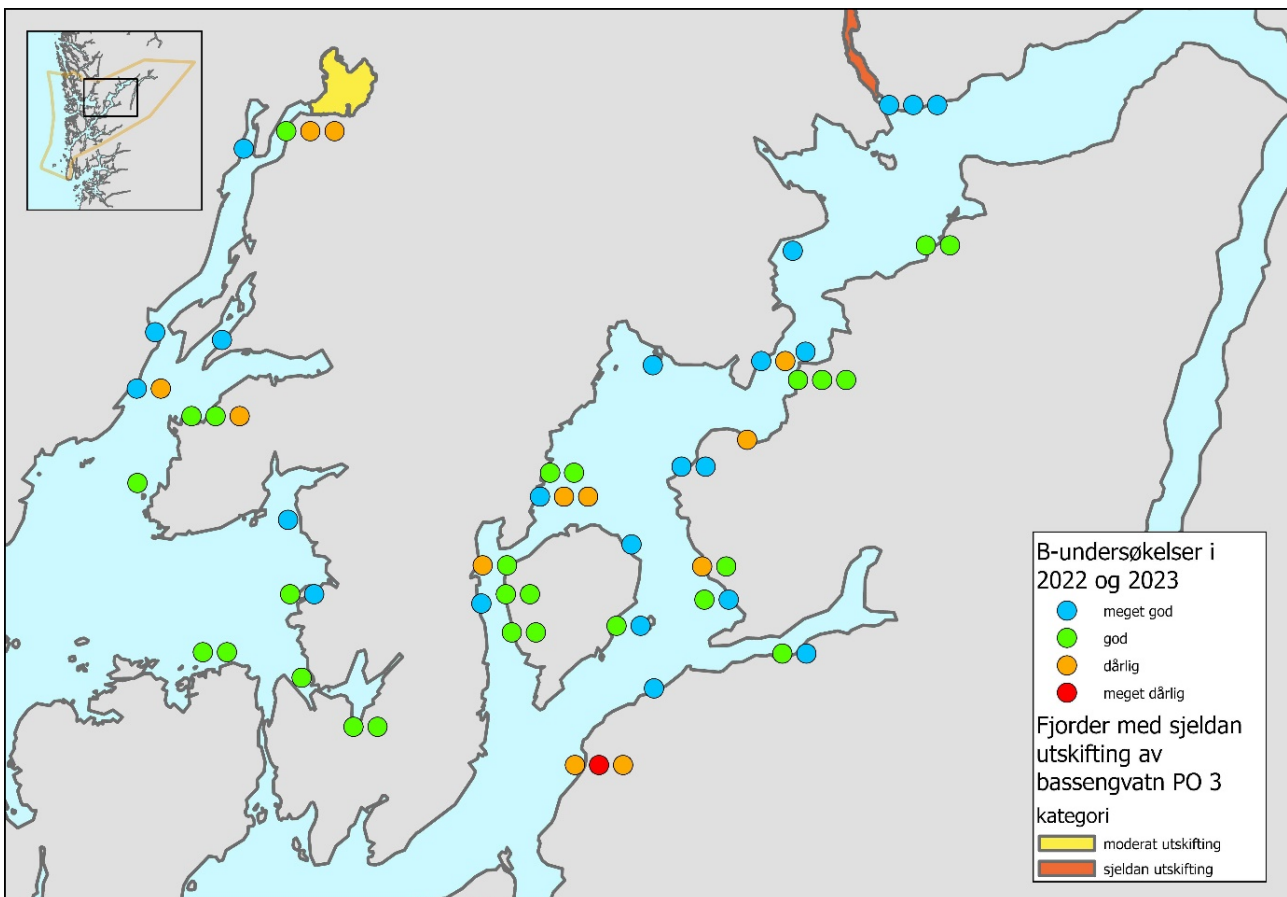 B-undersøkelser i
2022 og 2023
meget god
god
dårlig
meget dårlig
Fjorder med sjeldan
utskifting av
bassengvatn PO 3
kategori
moderat utskifting
sjeldan utskifting